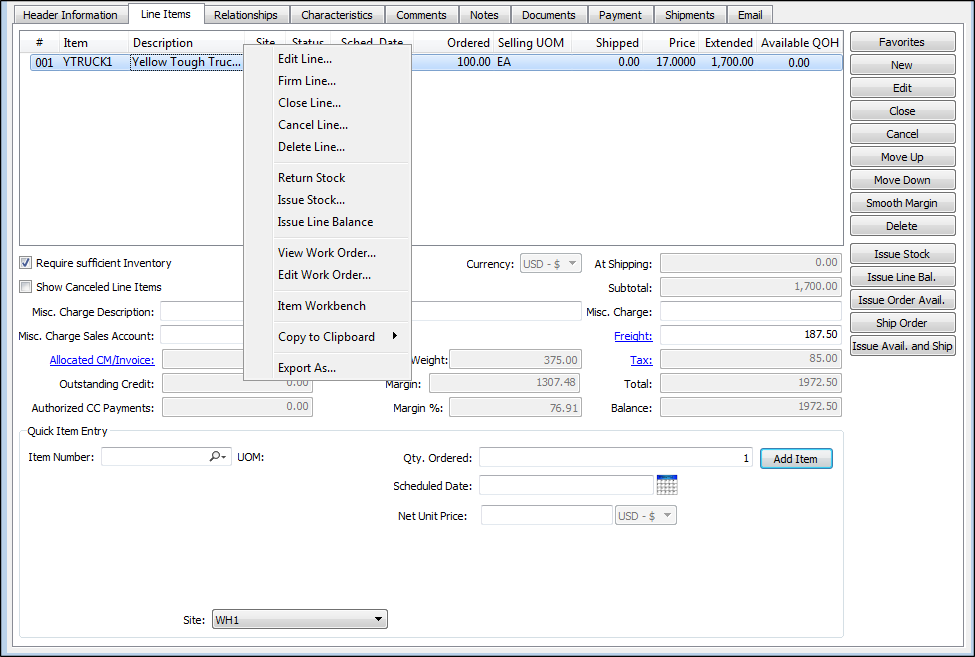 Header Information Line Items Relationships Characteristics Comments Notes Documents Payment Shipments Email
# Item Description Site Status Sched. Date Ordered Selling UOM Shipped Price Extended Available QOH
001 YTRUCK1 Yellow Tough Truc... 100.00 EA 0.00 17.0000 1,700.00 0.00
Edit Line...
Firm Line...
Close Line...
Cancel Line...
Delete Line...
Return Stock
Issue Stock...
Issue Line Balance
View Work Order...
Edit Work Order...
Item Workbench
Copy to Clipboard
Export As...
Favorites
New
Edit
Close
Cancel
Move Up
Move Down
Smooth Margin
Delete
Issue Stock
Issue Line Bal.
Issue Order Avail.
Ship Order
Issue Avail. and Ship
Require sufficient Inventory Currency: USD - $ At Shipping: 0.00
Show Canceled Line Items Subtotal: 1,700.00
Misc. Charge Description: Misc. Charge:
Misc. Charge Sales Account: Freight: 187.50
Allocated CM/Invoice: Weight: 375.00 Tax: 85.00
Outstanding Credit: 0.00 Margin: 1307.48 Total: 1972.50
Authorized CC Payments: 0.00 Margin %: 76.91 Balance: 1972.50
Quick Item Entry
Item Number: UOM: Qty. Ordered: 1 Add Item
Scheduled Date:
Net Unit Price: USD - $
Site: WH1